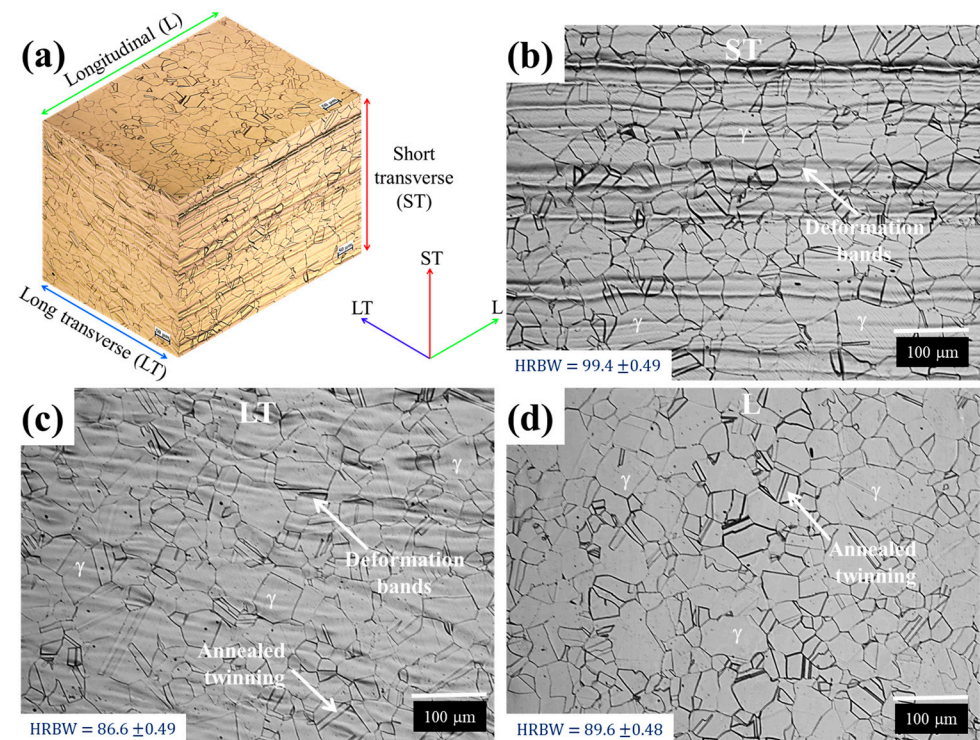 (a)
Longitudinal (L)
Short
transverse
(ST)
Long transverse (LT)
ST
LT
L
(b)
ST
γ
Deformation
bands
γ
γ
100 μm
HRBW = 99.4 ±0.49
(c)
LT
γ
Deformation
bands
γ
γ
Annealed
twinning
100 μm
HRBW = 86.6 ±0.49
(d)
L
γ
γ
Annealed
twinning
γ
100 μm
HRBW = 89.6 ±0.48